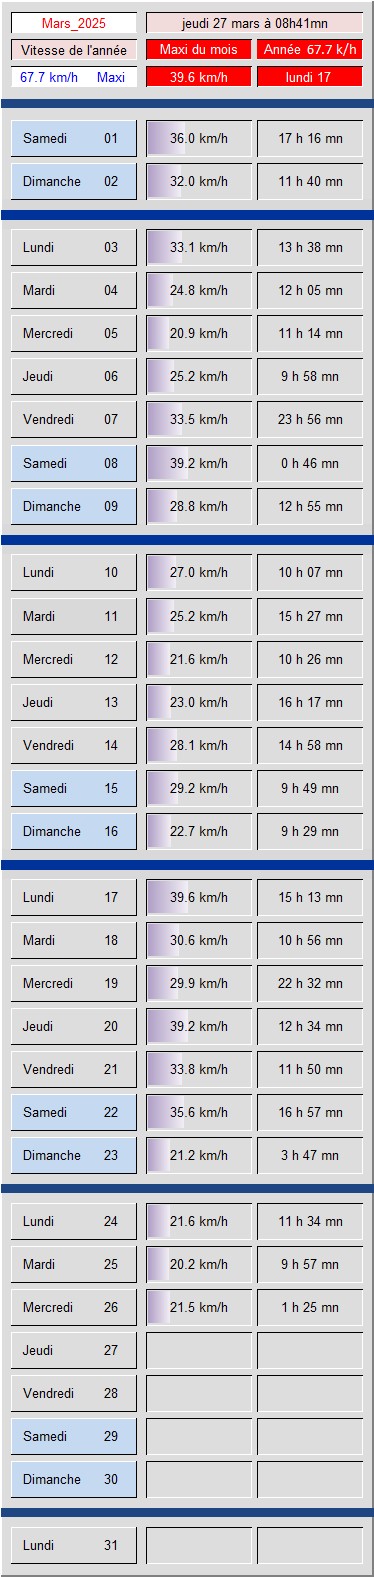 Mars_2025 jeudi 27 mars à 08h41mn
Vitesse de l'année Maxi du mois Année 67.7 k/h
67.7 km/h Maxi 39.6 km/h lundi 17
Samedi 01 36.0 km/h 17 h 16 mn
Dimanche 02 32.0 km/h 11 h 40 mn
Lundi 03 33.1 km/h 13 h 38 mn
Mardi 04 24.8 km/h 12 h 05 mn
Mercredi 05 20.9 km/h 11 h 14 mn
Jeudi 06 25.2 km/h 9 h 58 mn
Vendredi 07 33.5 km/h 23 h 56 mn
Samedi 08 39.2 km/h 0 h 46 mn
Dimanche 09 28.8 km/h 12 h 55 mn
Lundi 10 27.0 km/h 10 h 07 mn
Mardi 11 25.2 km/h 15 h 27 mn
Mercredi 12 21.6 km/h 10 h 26 mn
Jeudi 13 23.0 km/h 16 h 17 mn
Vendredi 14 28.1 km/h 14 h 58 mn
Samedi 15 29.2 km/h 9 h 49 mn
Dimanche 16 22.7 km/h 9 h 29 mn
Lundi 17 39.6 km/h 15 h 13 mn
Mardi 18 30.6 km/h 10 h 56 mn
Mercredi 19 29.9 km/h 22 h 32 mn
Jeudi 20 39.2 km/h 12 h 34 mn
Vendredi 21 33.8 km/h 11 h 50 mn
Samedi 22 35.6 km/h 16 h 57 mn
Dimanche 23 21.2 km/h 3 h 47 mn
Lundi 24 21.6 km/h 11 h 34 mn
Mardi 25 20.2 km/h 9 h 57 mn
Mercredi 26 21.5 km/h 1 h 25 mn
Jeudi 27
Vendredi 28
Samedi 29
Dimanche 30
Lundi 31